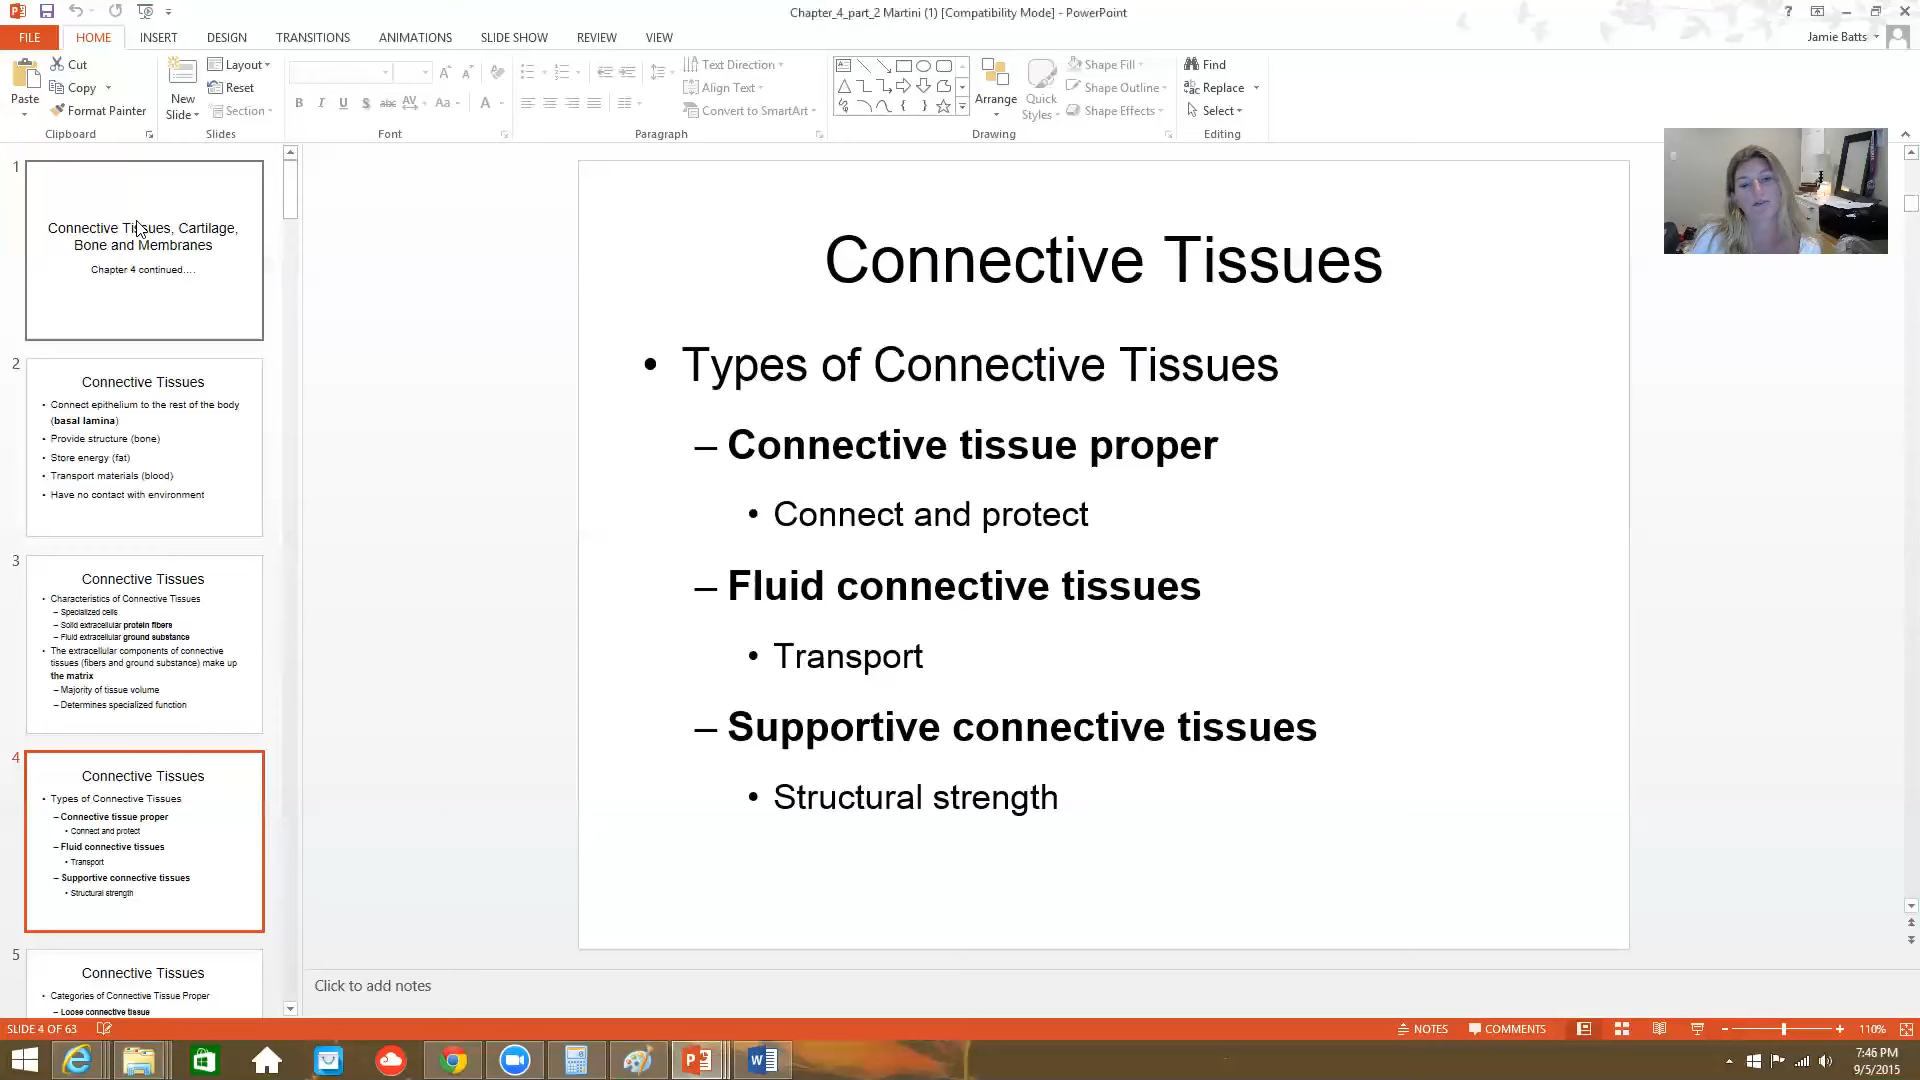 Chapter_4_part_2 Martini (1) [Compatibility Mode] - PowerPoint
FILE HOME INSERT DESIGN TRANSITIONS ANIMATIONS SLIDE SHOW REVIEW VIEW
Jamie Batts
Paste
Cut
Copy
Format Painter
Clipboard
New
Slide
Layout
Reset
Section
Slides
Font
Text Direction
Align Text
Convert to SmartArt
Paragraph
Arrange
Quick
Styles
Shape Fill
Shape Outline
Shape Effects
Drawing
Find
Replace
Select
Editing
1
Connective Tissues, Cartilage,
Bone and Membranes
Chapter 4 continued....
2
Connective Tissues
• Connect epithelium to the rest of the body
(basal lamina)
• Provide structure (bone)
• Store energy (fat)
• Transport materials (blood)
• Have no contact with environment
3
Connective Tissues
• Characteristics of Connective Tissues
– Specialized cells
– Solid extracellular protein fibers
– Fluid extracellular ground substance
• The extracellular components of connective
tissues (fibers and ground substance) make up
the matrix
– Majority of tissue volume
– Determines specialized function
4
Connective Tissues
• Types of Connective Tissues
– Connective tissue proper
• Connect and protect
– Fluid connective tissues
• Transport
– Supportive connective tissues
• Structural strength
5
Connective Tissues
• Categories of Connective Tissue Proper
– Loose connective tissue
Connective Tissues
• Types of Connective Tissues
– Connective tissue proper
• Connect and protect
– Fluid connective tissues
• Transport
– Supportive connective tissues
• Structural strength
Click to add notes
SLIDE 4 OF 63
NOTES
COMMENTS
110%
7:46 PM
9/5/2015